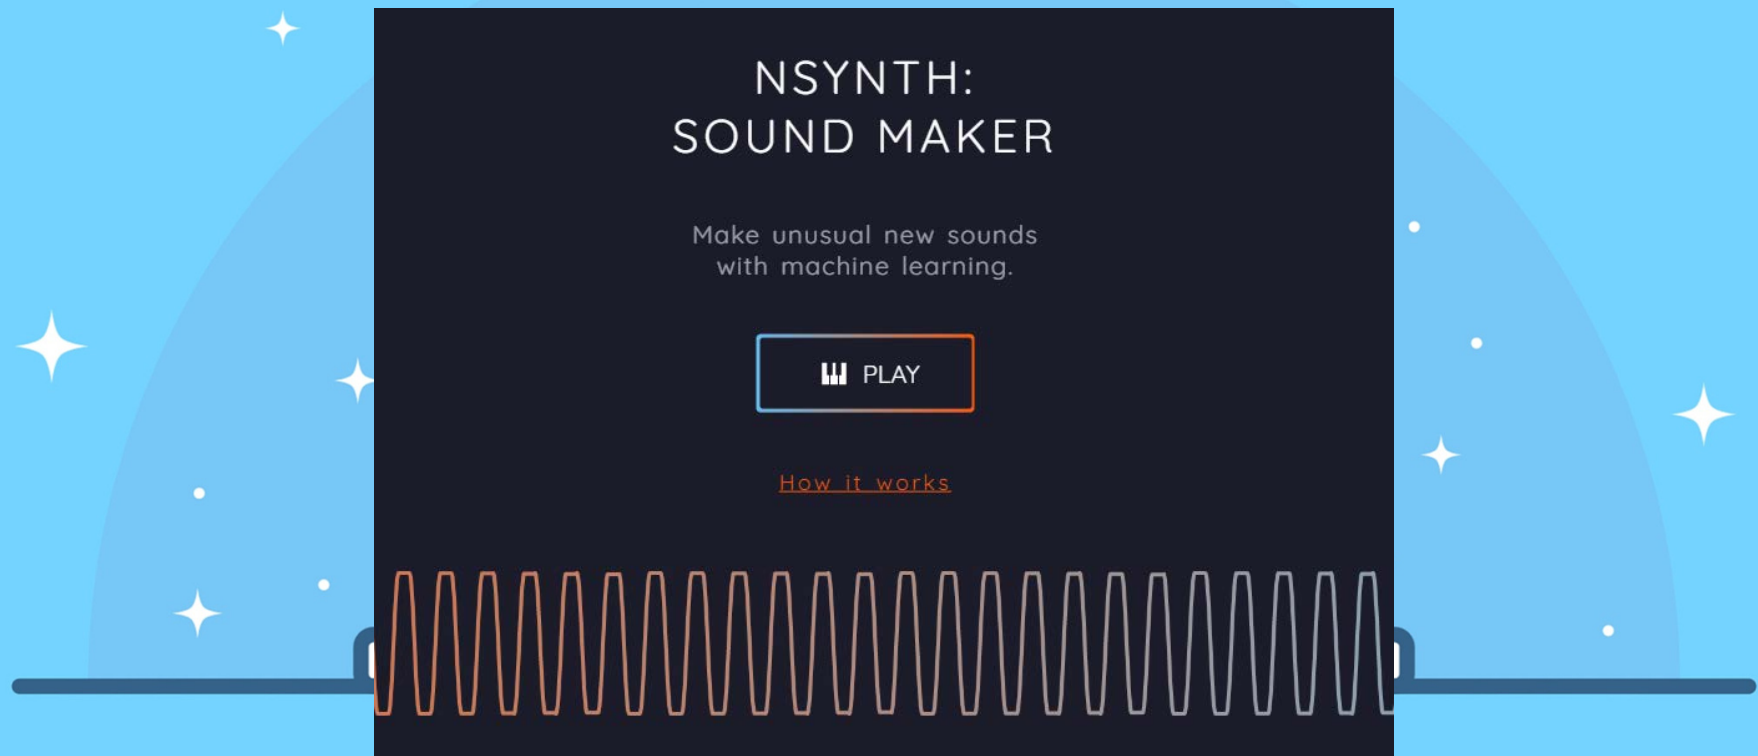 NSYNTH:
SOUND MAKER
Make unusual new sounds
with machine learning.
PLAY
How it works